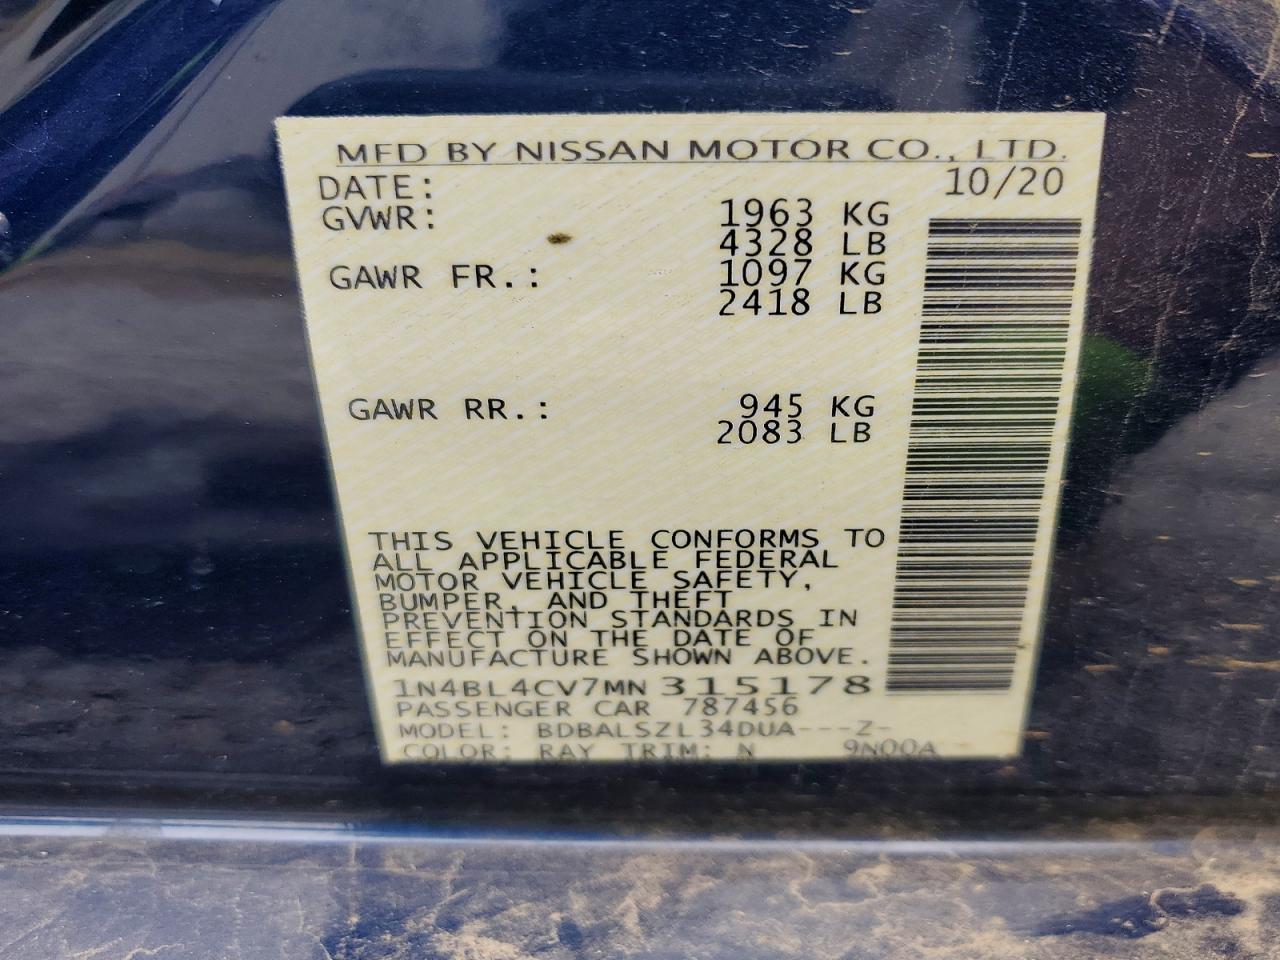 MFD BY NISSAN MOTOR CO., LTD.
DATE: 10/20
GVWR: 1963 KG
4328 LB
GAWR FR.: 1097 KG
2418 LB
GAWR RR.: 945 KG
2083 LB
THIS VEHICLE CONFORMS TO
ALL APPLICABLE FEDERAL
MOTOR VEHICLE SAFETY,
BUMPER, AND THEFT
PREVENTION STANDARDS IN
EFFECT ON THE DATE OF
MANUFACTURE SHOWN ABOVE.
1N4BL4CV7MN315178
PASSENGER CAR 787456
MODEL: BDBALSZL34DUA---Z-
COLOR: RAY TRIM: N 9N00A